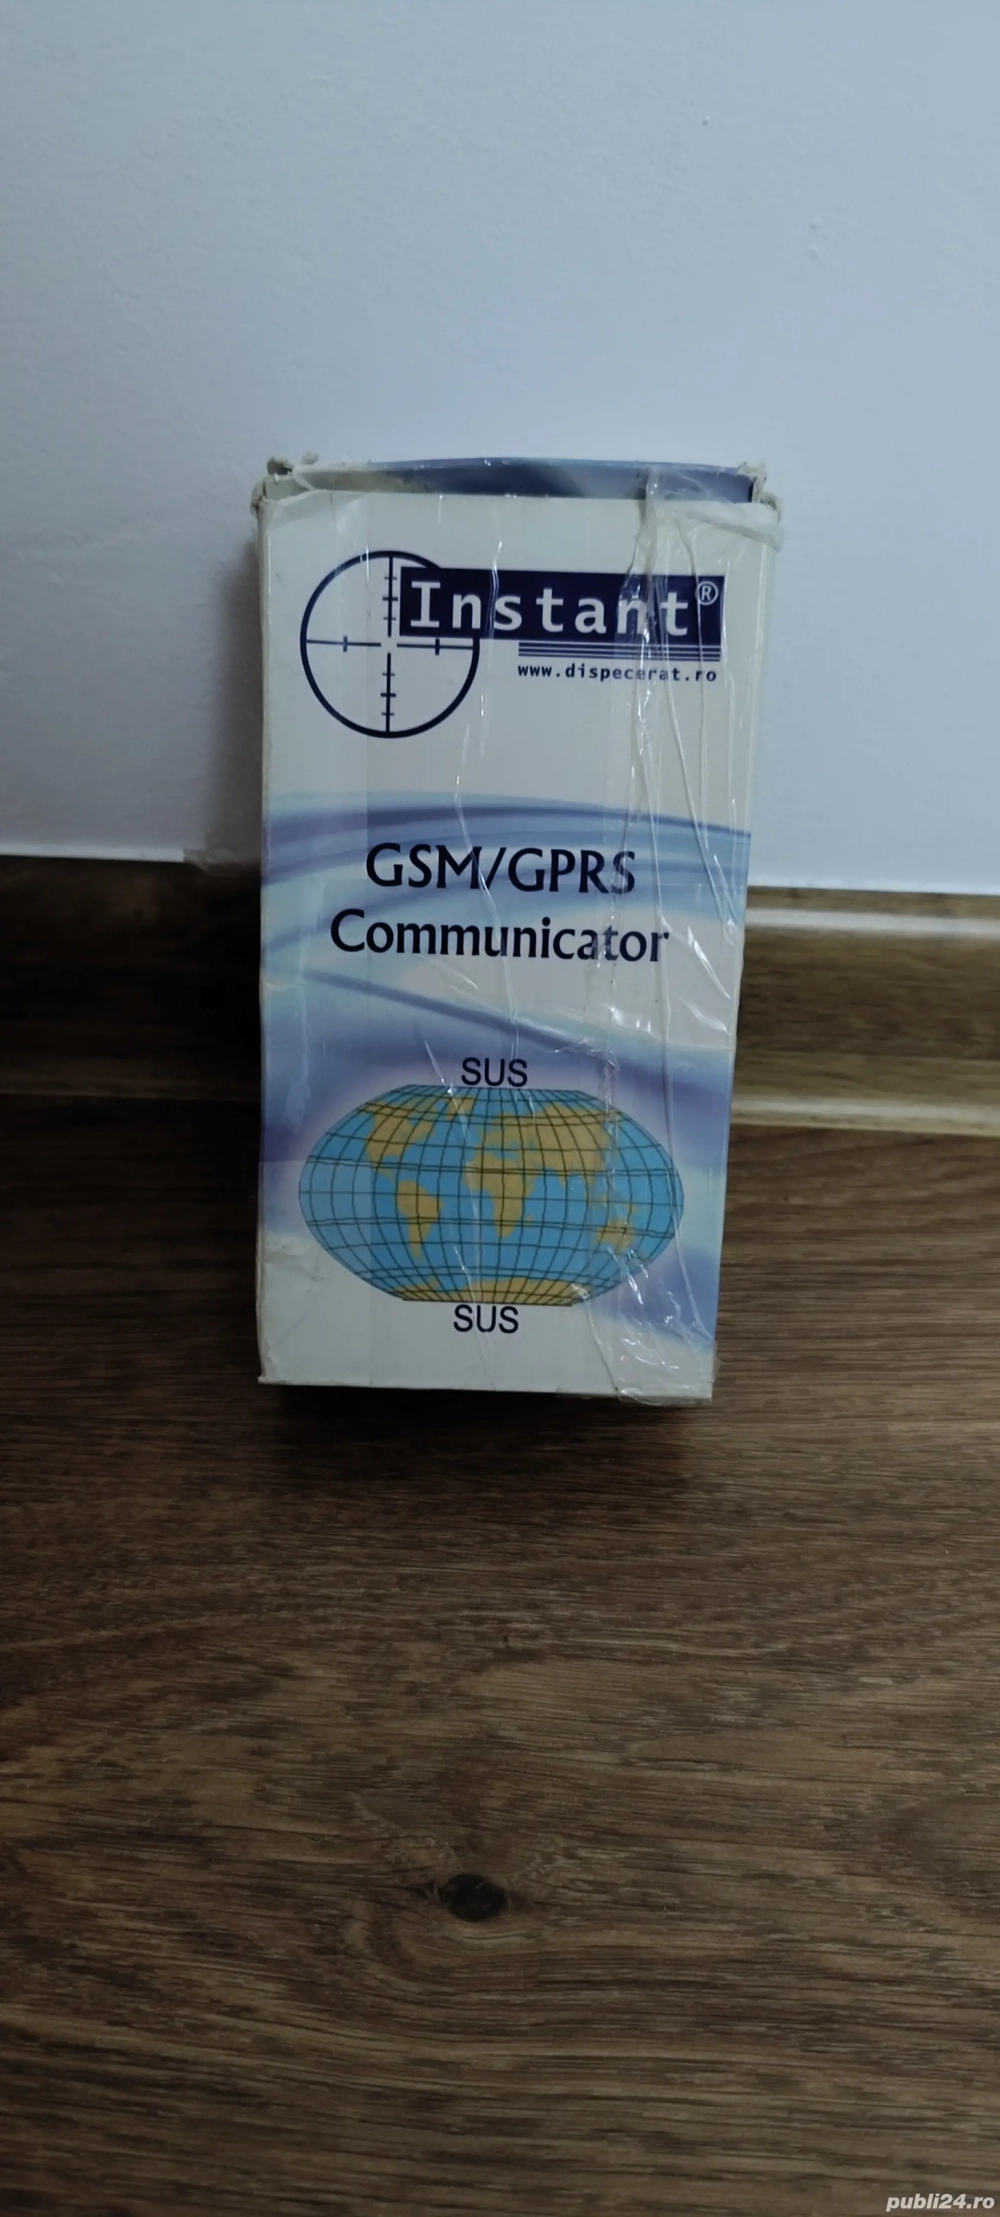 Instant®
www.dispecerat.ro
GSM/GPRS
Communicator
SUS
SUS
publi24.ro